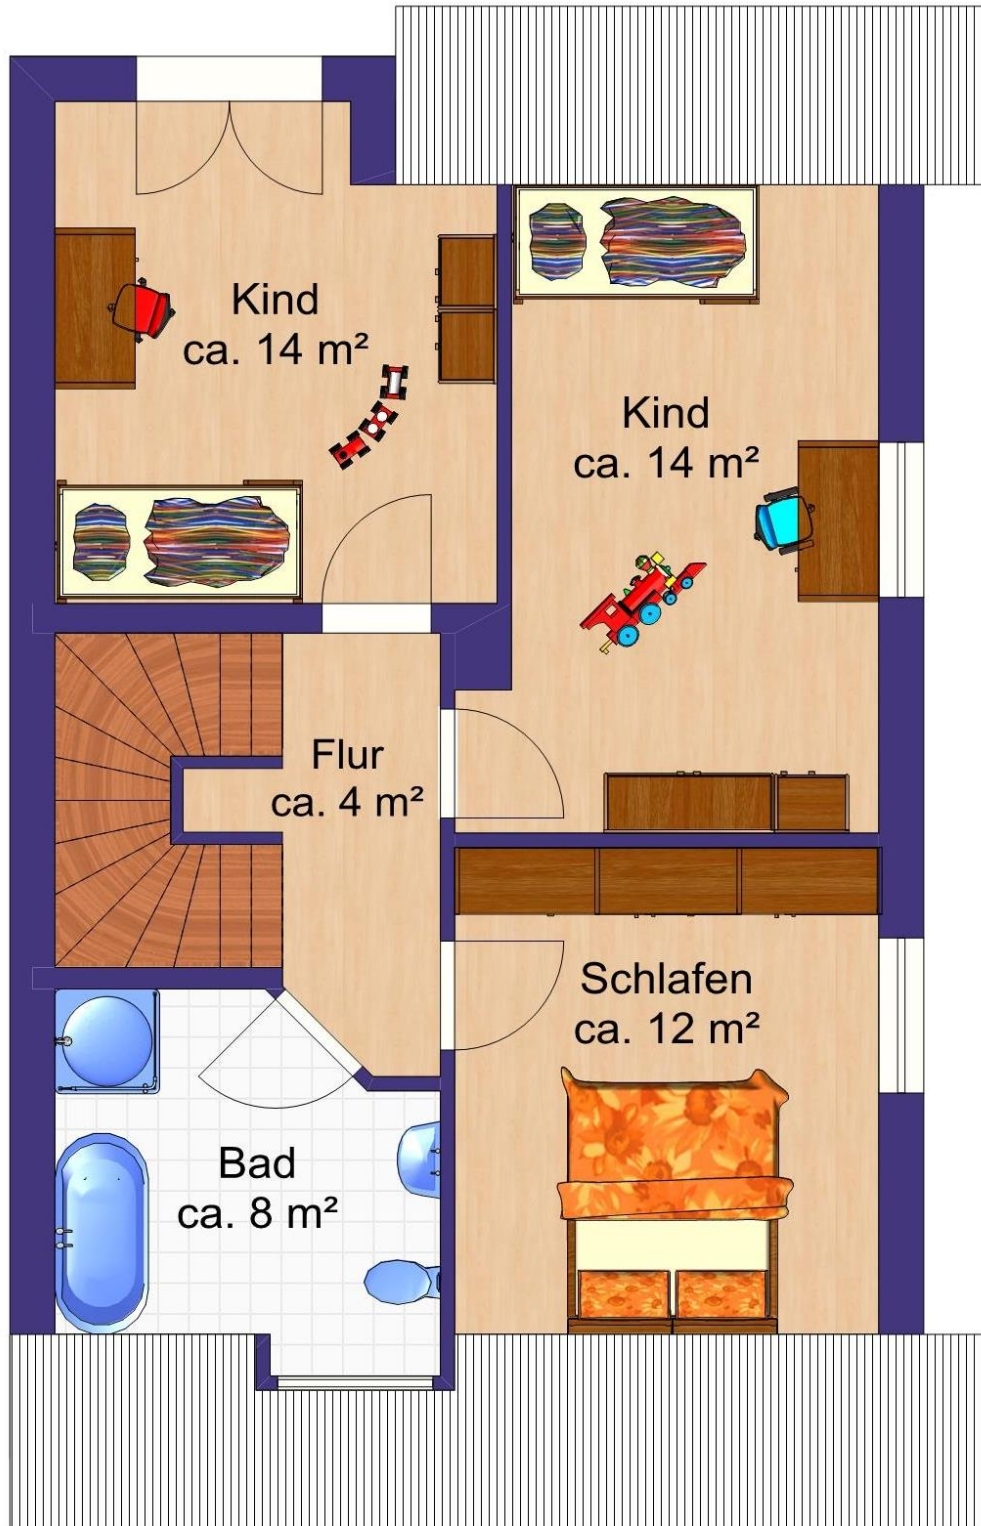 Kind
ca. 14 m²
Kind
ca. 14 m²
Flur
ca. 4 m²
Schlafen
ca. 12 m²
Bad
ca. 8 m²